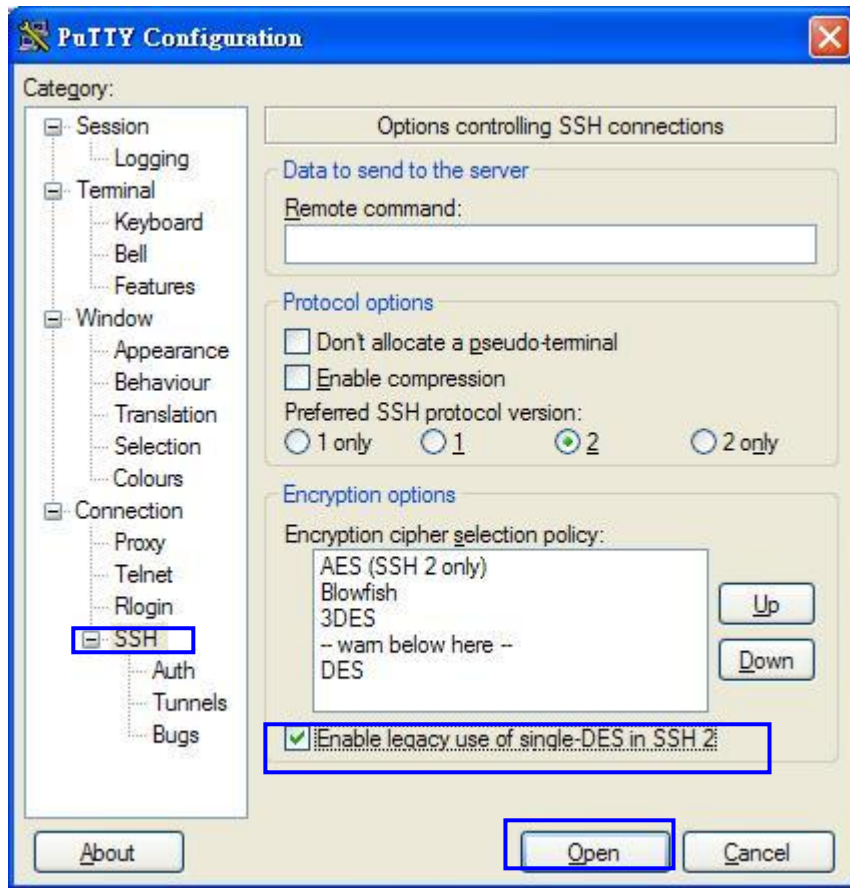 PuTTY Configuration
Category:
Session
Logging
Terminal
Keyboard
Bell
Features
Window
Appearance
Behaviour
Translation
Selection
Colours
Connection
Proxy
Telnet
Rlogin
SSH
Auth
Tunnels
Bugs
Options controlling SSH connections
Data to send to the server
Remote command:
Protocol options
Don't allocate a pseudo-terminal
Enable compression
Preferred SSH protocol version:
1 only 1 2 2 only
Encryption options
Encryption cipher selection policy:
AES (SSH 2 only)
Blowfish
3DES
-- warn below here --
DES
Up
Down
Enable legacy use of single-DES in SSH 2
About
Open
Cancel